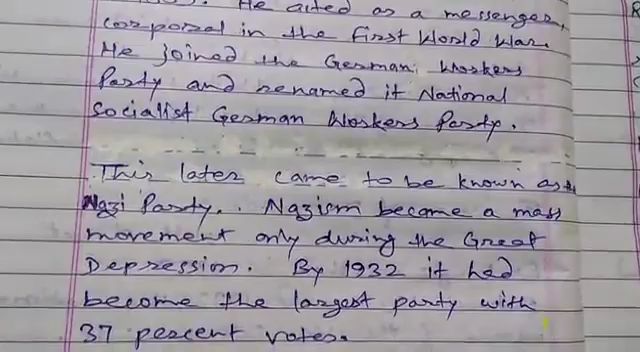 He acted as a messenger,
corporal in the First World War.
He joined the German Workers
Party and renamed it National
Socialist German Workers Party.
This later came to be known as the
Nazi Party. Nazism become a mass
movement only during the Great
Depression. By 1932 it had
become the largest party with
37 percent votes.